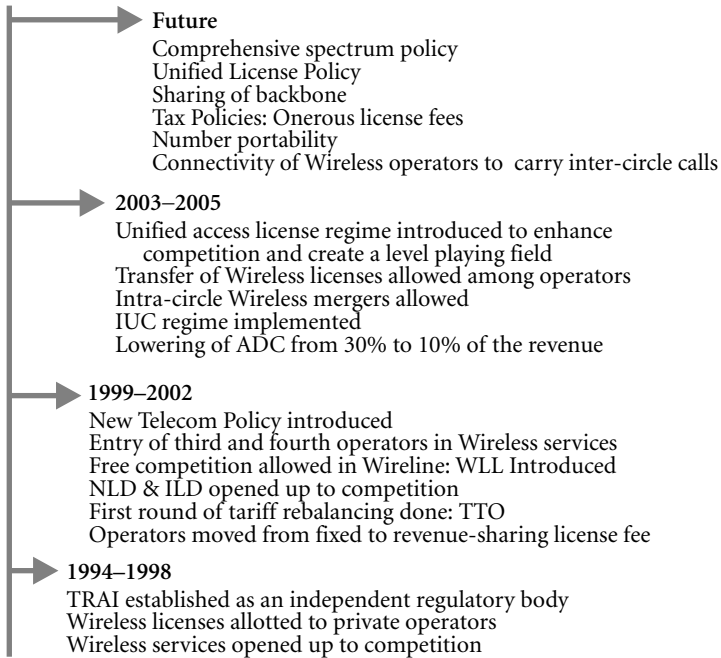 Future
Comprehensive spectrum policy
Unified License Policy
Sharing of backbone
Tax Policies: Onerous license fees
Number portability
Connectivity of Wireless operators to carry inter-circle calls
2003–2005
Unified access license regime introduced to enhance
competition and create a level playing field
Transfer of Wireless licenses allowed among operators
Intra-circle Wireless mergers allowed
IUC regime implemented
Lowering of ADC from 30% to 10% of the revenue
1999–2002
New Telecom Policy introduced
Entry of third and fourth operators in Wireless services
Free competition allowed in Wireline: WLL Introduced
NLD & ILD opened up to competition
First round of tariff rebalancing done: TTO
Operators moved from fixed to revenue-sharing license fee
1994–1998
TRAI established as an independent regulatory body
Wireless licenses allotted to private operators
Wireless services opened up to competition